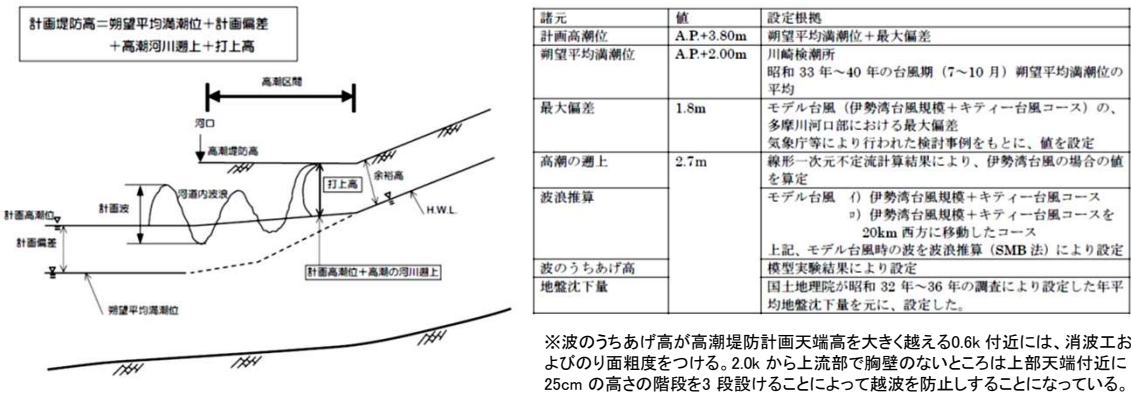 計画堤防高＝朔望平均満潮位＋計画偏差
＋高潮河川遡上＋打上高
高潮区間
河口
高潮堤防高
余裕高
打上高
河道内波浪
計画波
H.W.L.
計画高潮位
計画偏差
計画高潮位＋高潮の河川遡上
朔望平均満潮位
諸元 値 設定根拠
計画高潮位 A.P.+3.80m 朔望平均満潮位＋最大偏差
朔望平均満潮位 A.P.+2.00m 川崎検潮所
昭和 33 年～40 年の台風期（7～10 月）朔望平均満潮位の
平均
最大偏差 1.8m モデル台風（伊勢湾台風規模＋キティー台風コース）の、
多摩川河口部における最大偏差
気象庁等により行われた検討事例をもとに、値を設定
高潮の遡上 2.7m 線形一次元不定流計算結果により、伊勢湾台風の場合の値
を算定
波浪推算 モデル台風 ｲ) 伊勢湾台風規模＋キティー台風コース
ﾛ) 伊勢湾台風規模＋キティー台風コースを
20km 西方に移動したコース
上記、モデル台風時の波を波浪推算（SMB 法）により設定
波のうちあげ高 模型実験結果により設定
地盤沈下量 国土地理院が昭和 32 年～36 年の調査により設定した年平
均地盤沈下量を元に、設定した。
※波のうちあげ高が高潮堤防計画天端高を大きく越える0.6k 付近には、消波工お
よびのり面粗度をつける。2.0k から上流部で胸壁のないところは上部天端付近に
25cm の高さの階段を3 段設けることによって越波を防止しすることになっている。